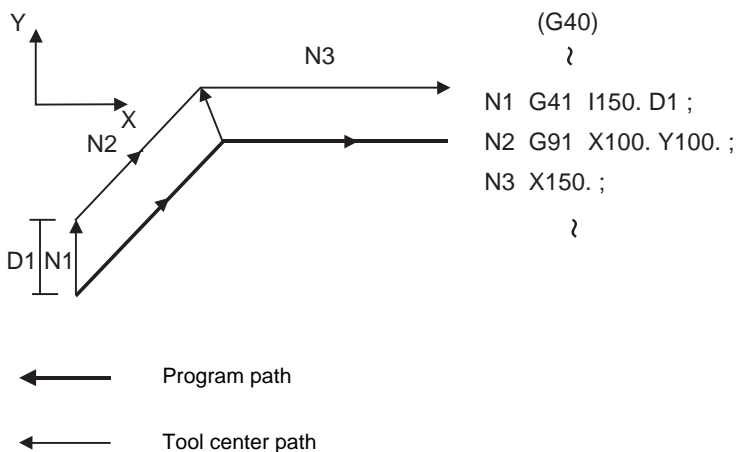 Y
X
N3
N2
D1
N1
(G40)
~
N1 G41 I150. D1 ;
N2 G91 X100. Y100. ;
N3 X150. ;
~
Program path
Tool center path